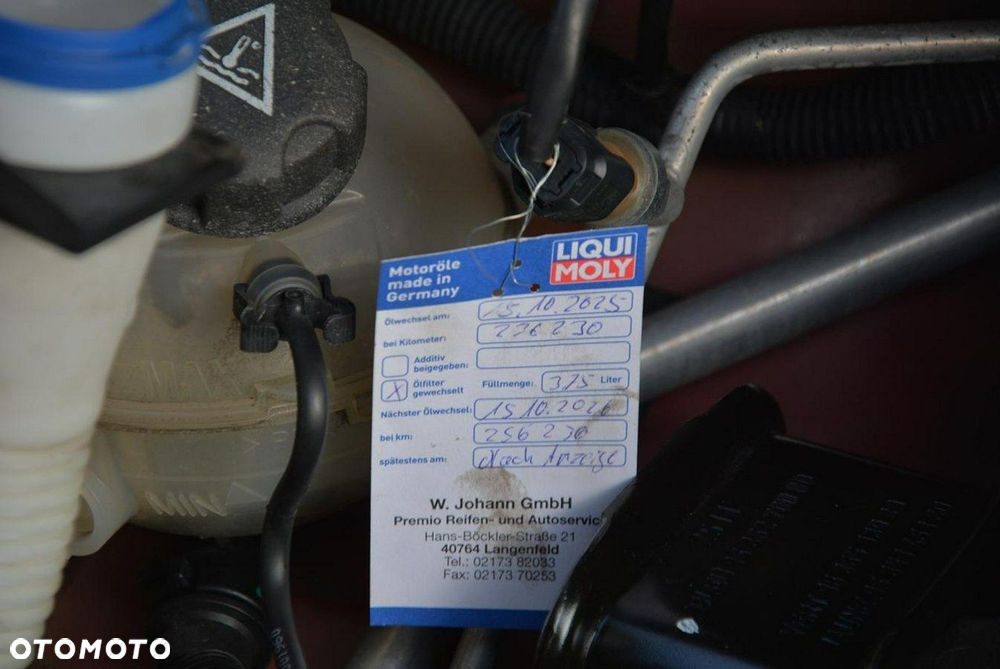 Motoröle
made in
Germany
LIQUI
MOLY
Ölwechsel am: 15.10.2025
bei Kilometer: 236 230
Additiv
beigegeben:
X Ölfilter
gewechselt
Füllmenge: 3,75 Liter
Nächster Ölwechsel: 15 10.2026
bei km: 256 230
spätestens am: Nach Anzeige
W. Johann GmbH
Premio Reifen- und Autoservic
Hans-Böckler-Straße 21
40764 Langenfeld
Tel.: 02173 82033
Fax: 02173 70253
MIN
OTOMOTO